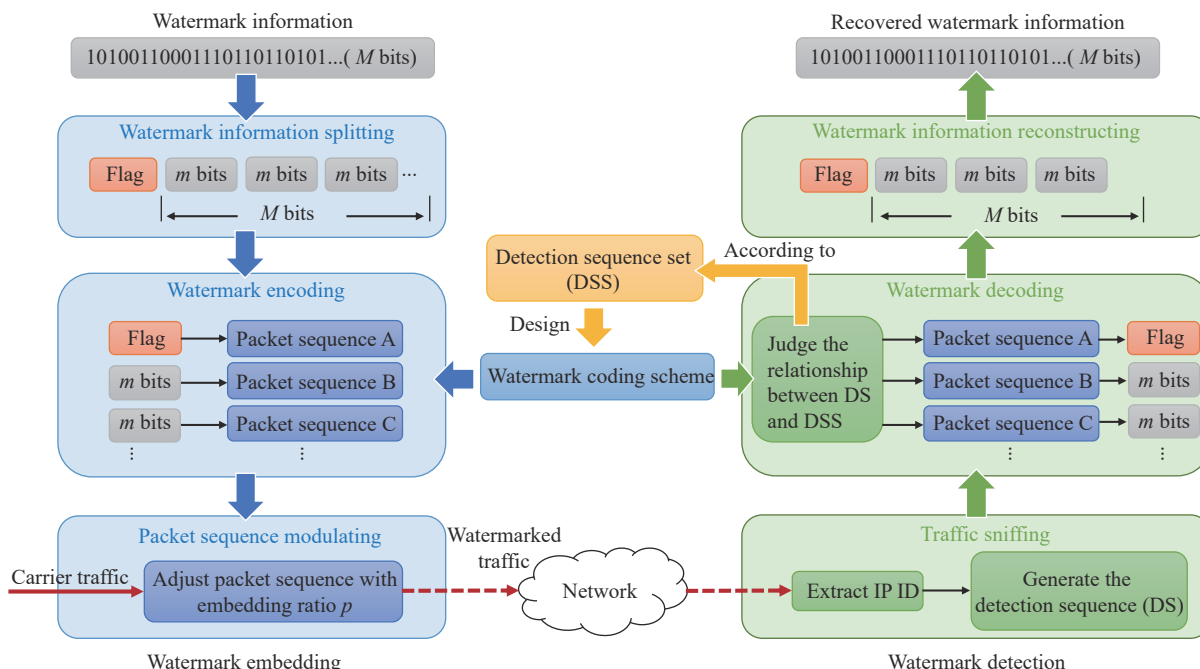 Watermark information
101001100011110110110101...( M bits)
Watermark information splitting
Flag
m bits
m bits
m bits
...
M bits
Watermark encoding
Flag
Packet sequence A
m bits
Packet sequence B
m bits
Packet sequence C
⋮
⋮
Packet sequence modulating
Carrier traffic
Adjust packet sequence with
embedding ratio p
Watermark embedding
Detection sequence set
(DSS)
According to
Design
Watermark coding scheme
Watermarked
traffic
Network
Recovered watermark information
101001100011110110110101...( M bits)
Watermark information reconstructing
Flag
m bits
m bits
m bits
M bits
Watermark decoding
Judge the
relationship
between DS
and DSS
Packet sequence A
Flag
Packet sequence B
m bits
Packet sequence C
m bits
⋮
⋮
Traffic sniffing
Extract IP ID
Generate the
detection sequence (DS)
Watermark detection